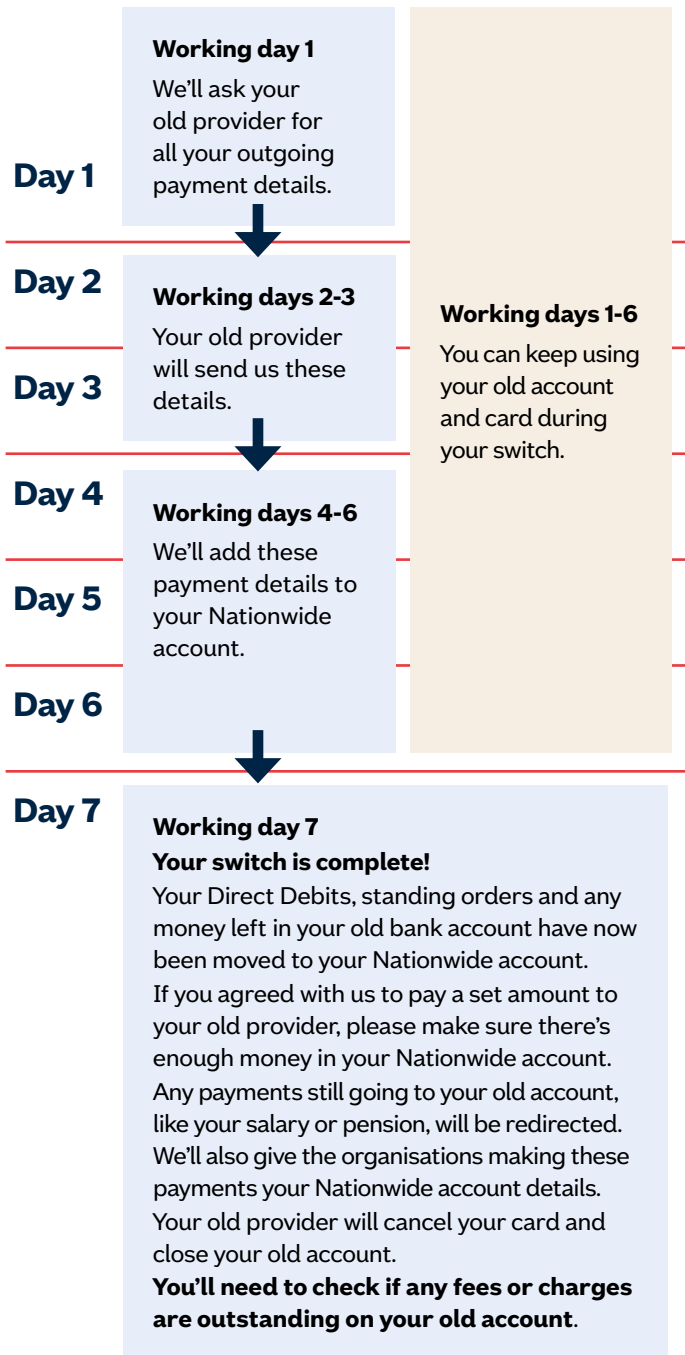 Day 1
Working day 1
We'll ask your
old provider for
all your outgoing
payment details.
Day 2
Day 3
Working days 2-3
Your old provider
will send us these
details.
Working days 1-6
You can keep using
your old account
and card during
your switch.
Day 4
Day 5
Day 6
Working days 4-6
We'll add these
payment details to
your Nationwide
account.
Day 7
Working day 7
Your switch is complete!
Your Direct Debits, standing orders and any
money left in your old bank account have now
been moved to your Nationwide account.
If you agreed with us to pay a set amount to
your old provider, please make sure there's
enough money in your Nationwide account.
Any payments still going to your old account,
like your salary or pension, will be redirected.
We'll also give the organisations making these
payments your Nationwide account details.
Your old provider will cancel your card and
close your old account.
You'll need to check if any fees or charges
are outstanding on your old account.